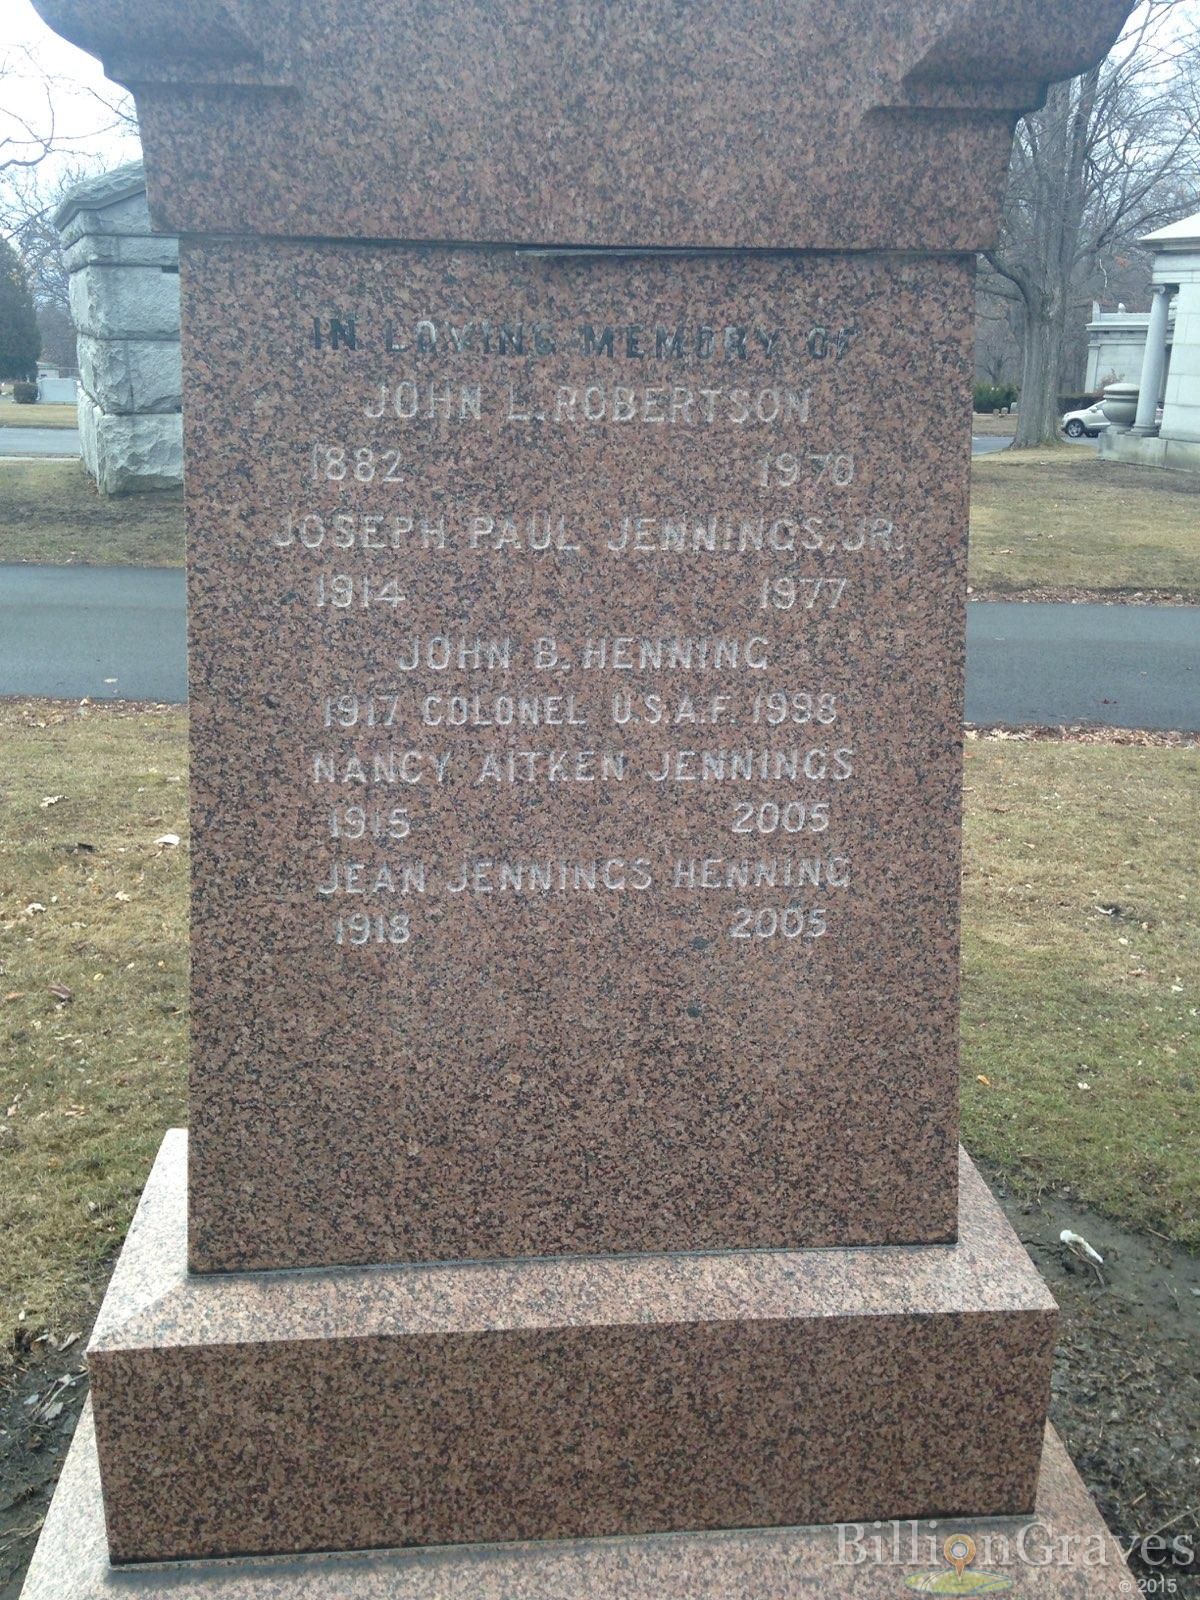 IN LOVING MEMORY OF
JOHN L. ROBERTSON
1882 1970
JOSEPH PAUL JENNINGS, JR.
1914 1977
JOHN B. HENNING
1917 COLONEL U.S.A.F. 1998
NANCY AITKEN JENNINGS
1915 2005
JEAN JENNINGS HENNING
1918 2005
BillionGraves
© 2015